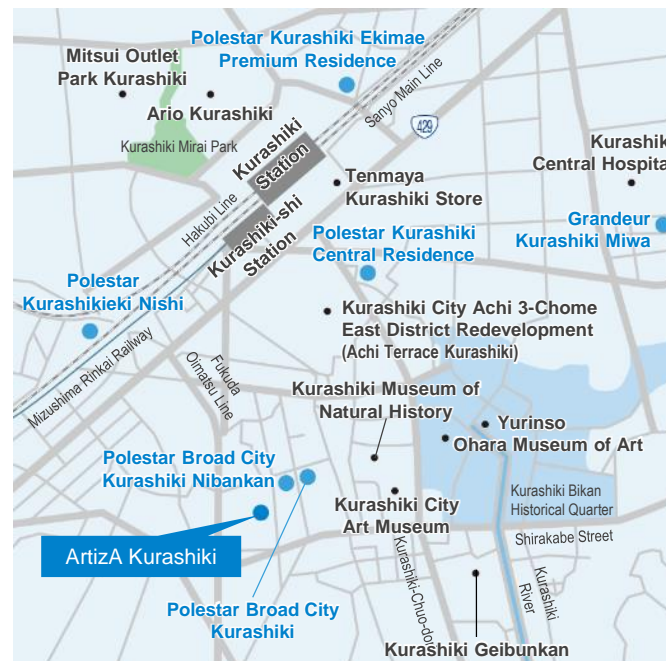 Polestar Kurashiki Ekimae
Premium Residence
Mitsui Outlet
Park Kurashiki
Ario Kurashiki
Kurashiki Mirai Park
Sanyo Main Line
429
Kurashiki
Station
Tenmaya
Kurashiki Store
Kurashik
Central Hospita
Hakubi Line
Kurashiki-shi
Station
Polestar Kurashiki
Central Residence
Grandeur
Kurashiki Miwa
Polestar
Kurashikieki Nishi
Kurashiki City Achi 3-Chome
East District Redevelopment
(Achi Terrace Kurashiki)
Mizushima Rinkai Railway
Fukuda
Oimatsu Line
Kurashiki Museum of
Natural History
Yurinso
Ohara Museum of Art
Polestar Broad City
Kurashiki Nibankan
Kurashiki City
Art Museum
Kurashiki Bikan
Historical Quarter
Shirakabe Street
ArtizA Kurashiki
Kurashiki-Chuo-dori
Kurashiki
River
Polestar Broad City
Kurashiki
Kurashiki Geibunkan